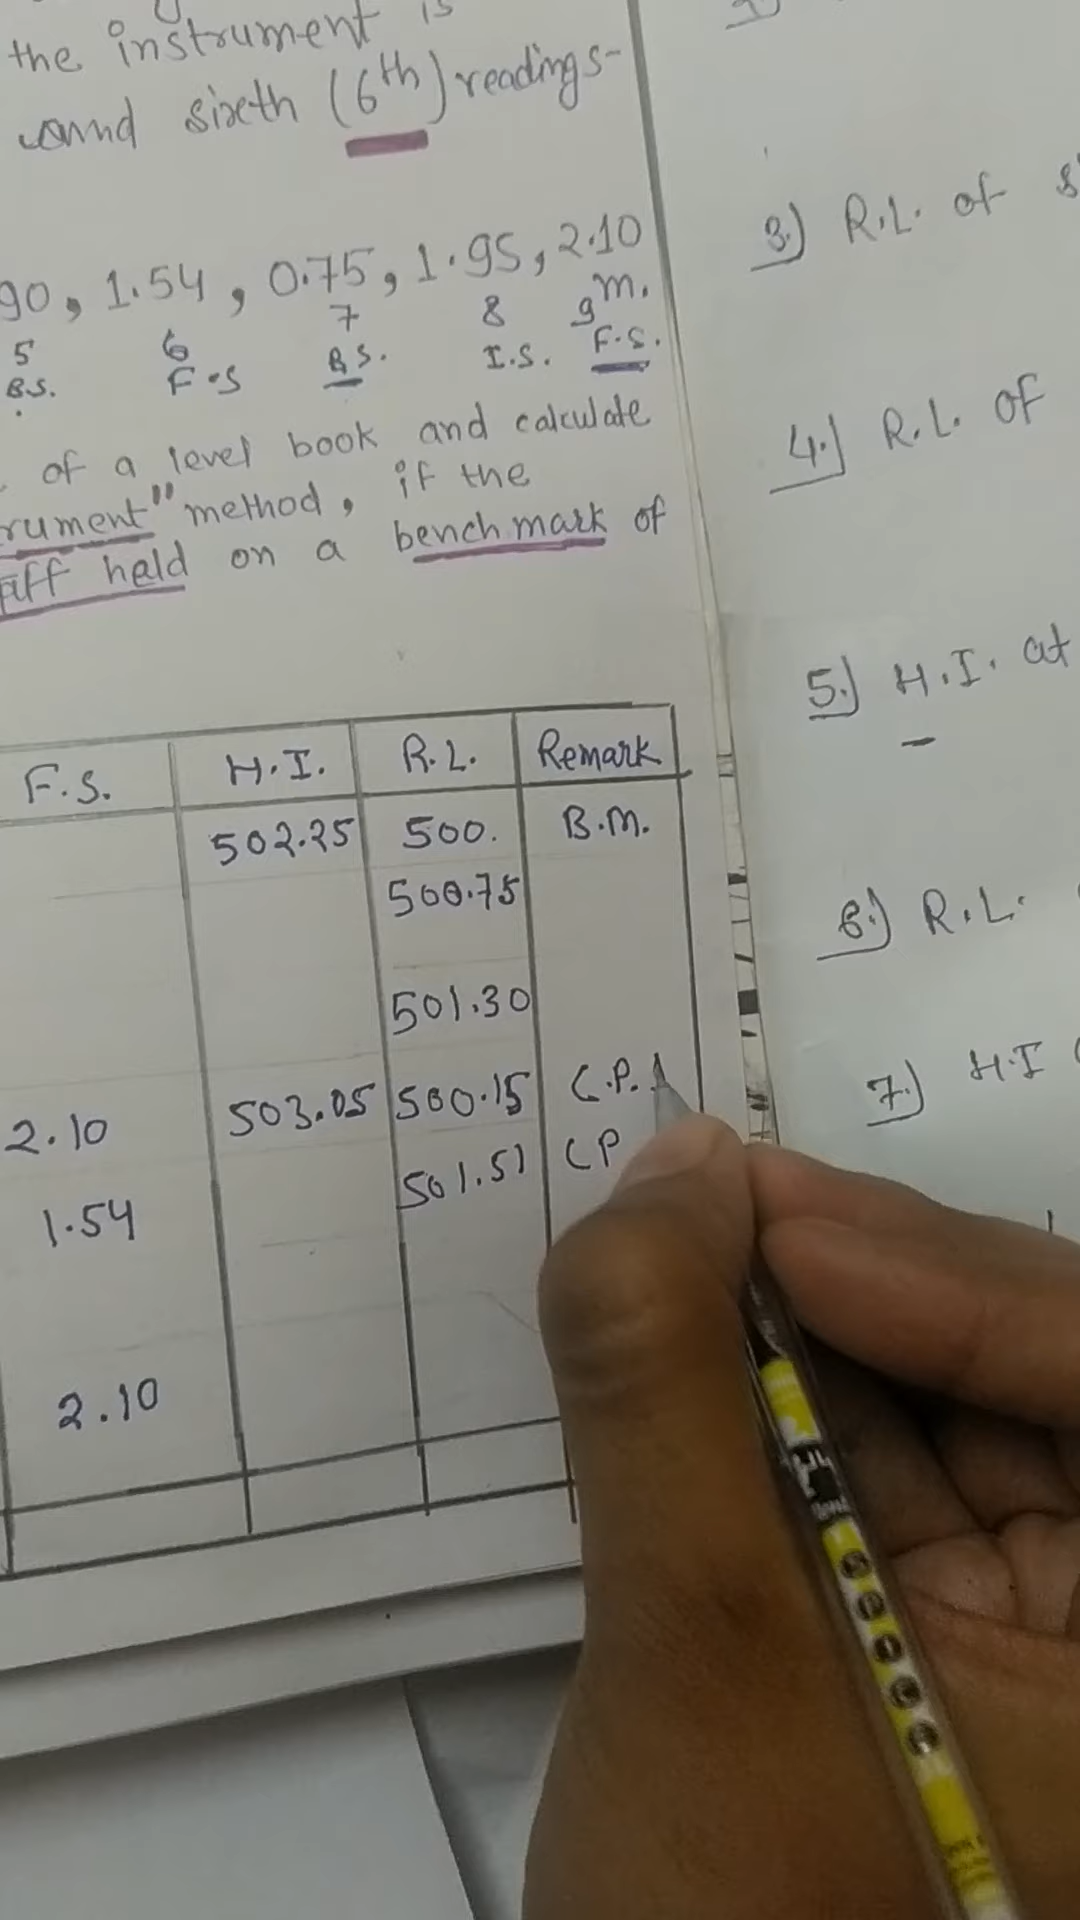 the instrument is
and sixth (6th) readings-
90, 1.54, 0.75, 1.95, 2.10 m.
5 6 7 8 9
B.S. F.S B.S. I.S. F.S.
of a level book and calculate
rument" method, if the
aff held on a benchmark of
F.S. H.I. R.L. Remark
502.25 500. B.M.
500.75
501.30
2.10 503.05 500.15 C.P. 1
1.54 501.51 CP
2.10
3.) R.L. of
4.) R.L. of
5.) H.I. at
6.) R.L.
7.) H.I